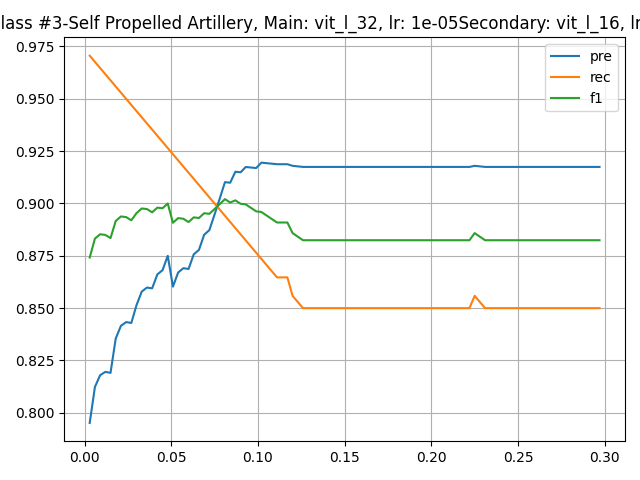 lass #3-Self Propelled Artillery, Main: vit_l_32, lr: 1e-05Secondary: vit_l_16, lr
0.975
0.950
0.925
0.900
0.875
0.850
0.825
0.800
0.00 0.05 0.10 0.15 0.20 0.25 0.30
pre
rec
f1